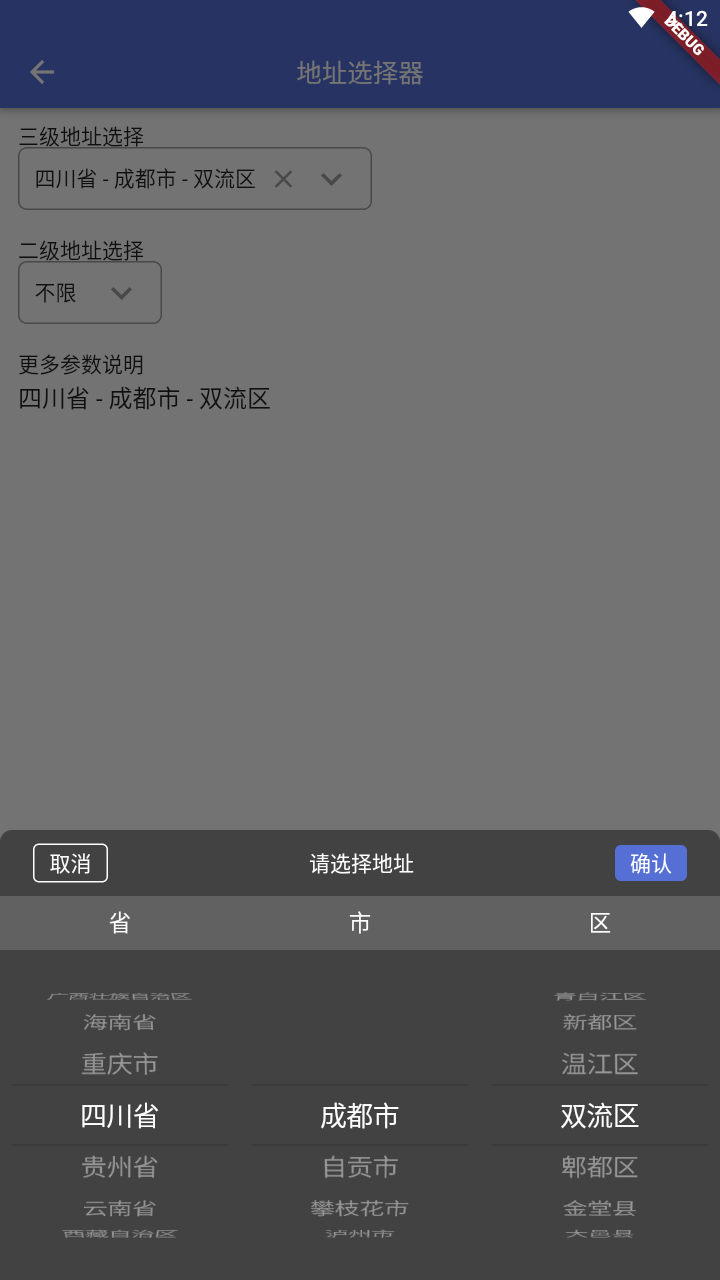 4:12
DEBUG
地址选择器
三级地址选择
四川省 - 成都市 - 双流区
二级地址选择
不限
更多参数说明
四川省 - 成都市 - 双流区
取消 请选择地址 确认
省 市 区
广西壮族自治区 青白江区
海南省 新都区
重庆市 温江区
四川省 成都市 双流区
贵州省 自贡市 郫都区
云南省 攀枝花市 金堂县
西藏自治区 泸州市 大邑县